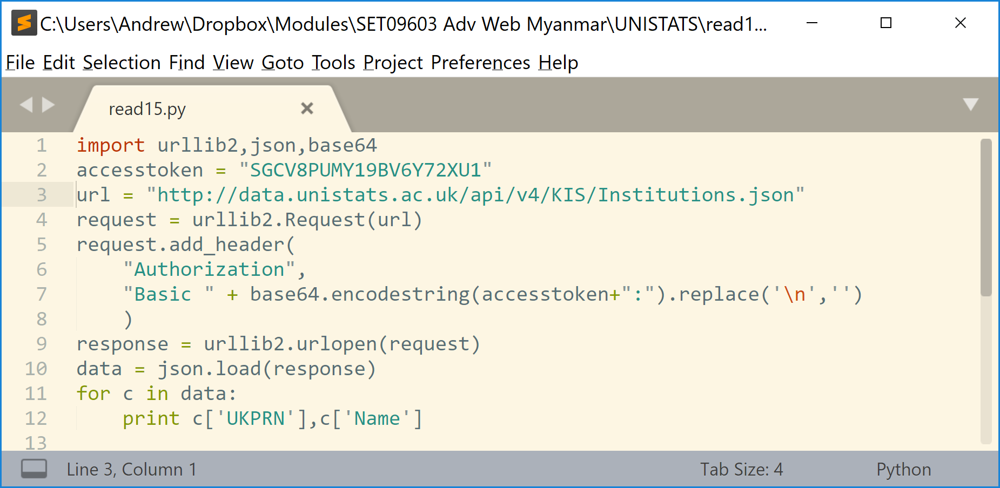 C:\Users\Andrew\Dropbox\Modules\SET09603 Adv Web Myanmar\UNISTATS\read1...
File Edit Selection Find View Goto Tools Project Preferences Help
read15.py
1 import urllib2,json,base64
2 accesstoken = "SGCV8PUMY19BV6Y72XU1"
3 url = "http://data.unistats.ac.uk/api/v4/KIS/Institutions.json"
4 request = urllib2.Request(url)
5 request.add_header(
6     "Authorization",
7     "Basic " + base64.encodestring(accesstoken+":").replace('\n','')
8     )
9 response = urllib2.urlopen(request)
10 data = json.load(response)
11 for c in data:
12     print c['UKPRN'],c['Name']
13
Line 3, Column 1 Tab Size: 4 Python